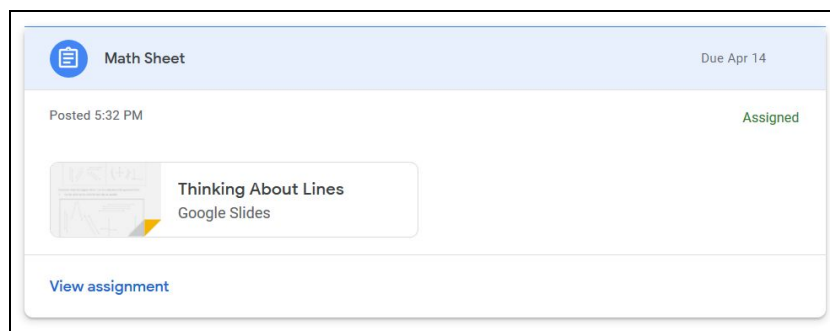 Math Sheet
Due Apr 14
Posted 5:32 PM
Assigned
Thinking About Lines
Google Slides
View assignment